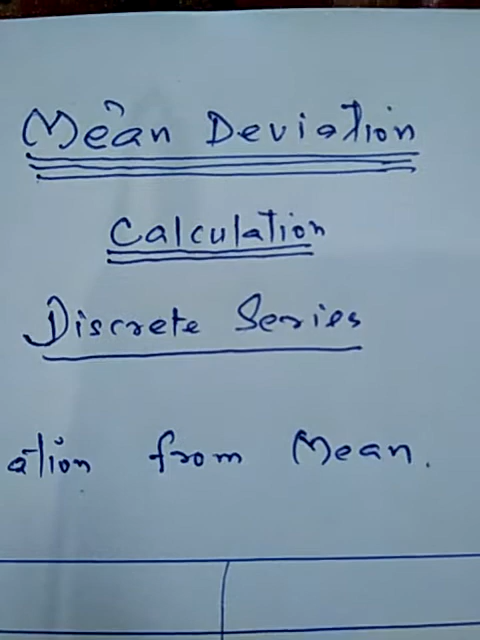 Mean Deviation
Calculation
Discrete Series
ation from Mean.